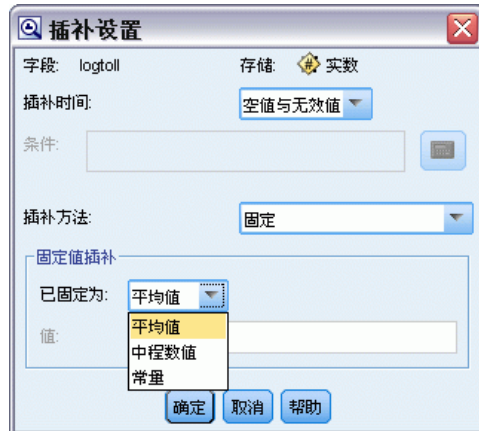 插补设置
字段: logtoll 存储: # 实数
插补时间: 空值与无效值
条件:
插补方法: 固定
固定值插补
已固定为: 平均值
平均值
值:
中程数值
常量
确定 取消 帮助